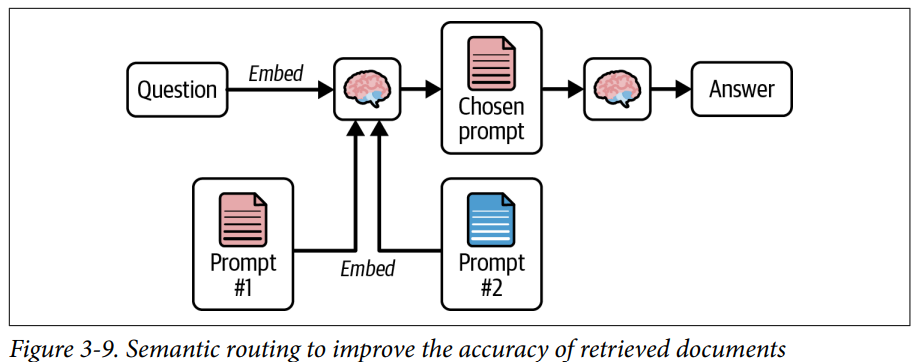 Question
Embed
Chosen
prompt
Answer
Prompt
#1
Embed
Prompt
#2
Figure 3-9. Semantic routing to improve the accuracy of retrieved documents